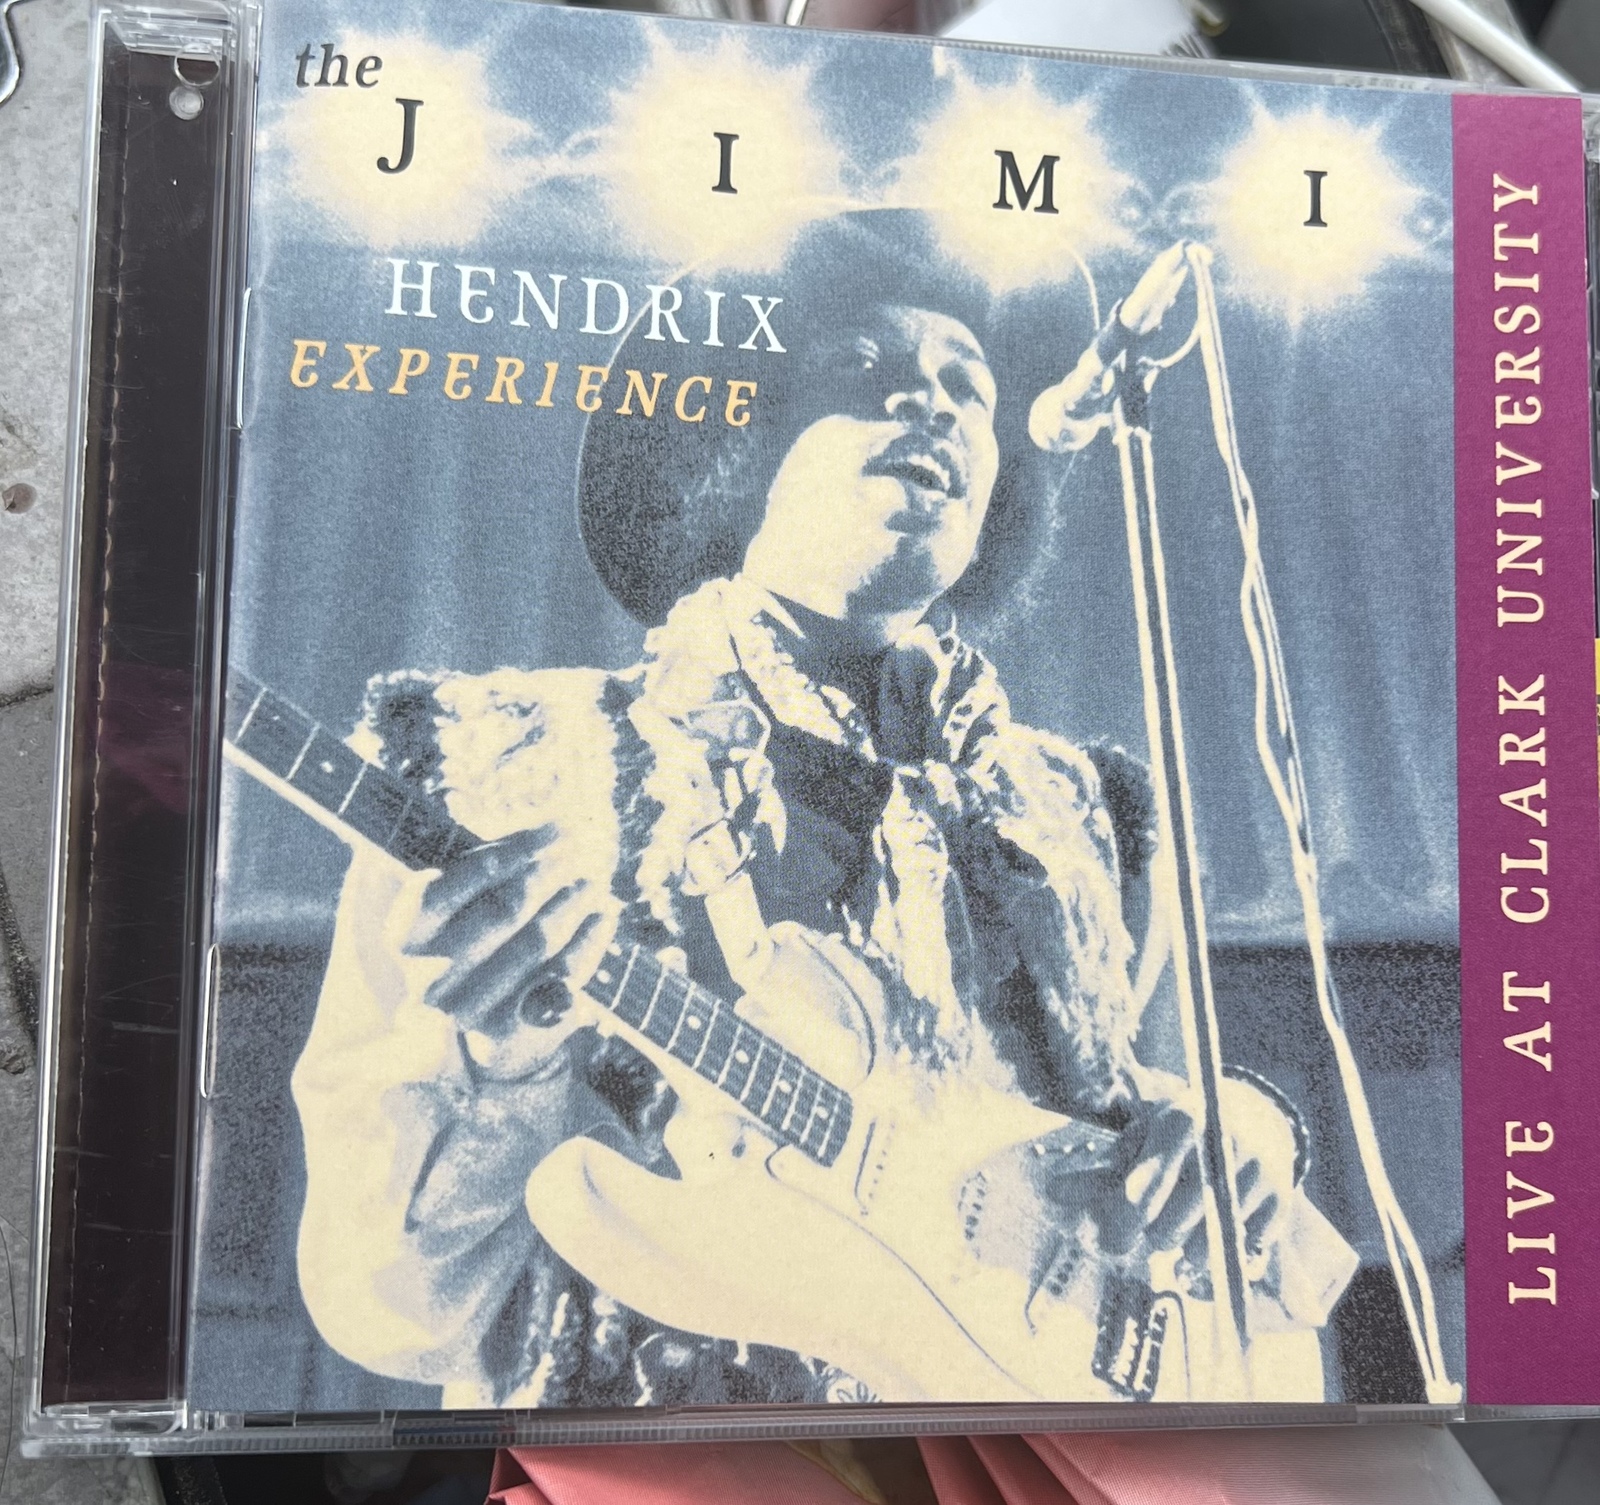 the
J I M I
HENDRIX
EXPERIENCE
LIVE AT CLARK UNIVERSITY